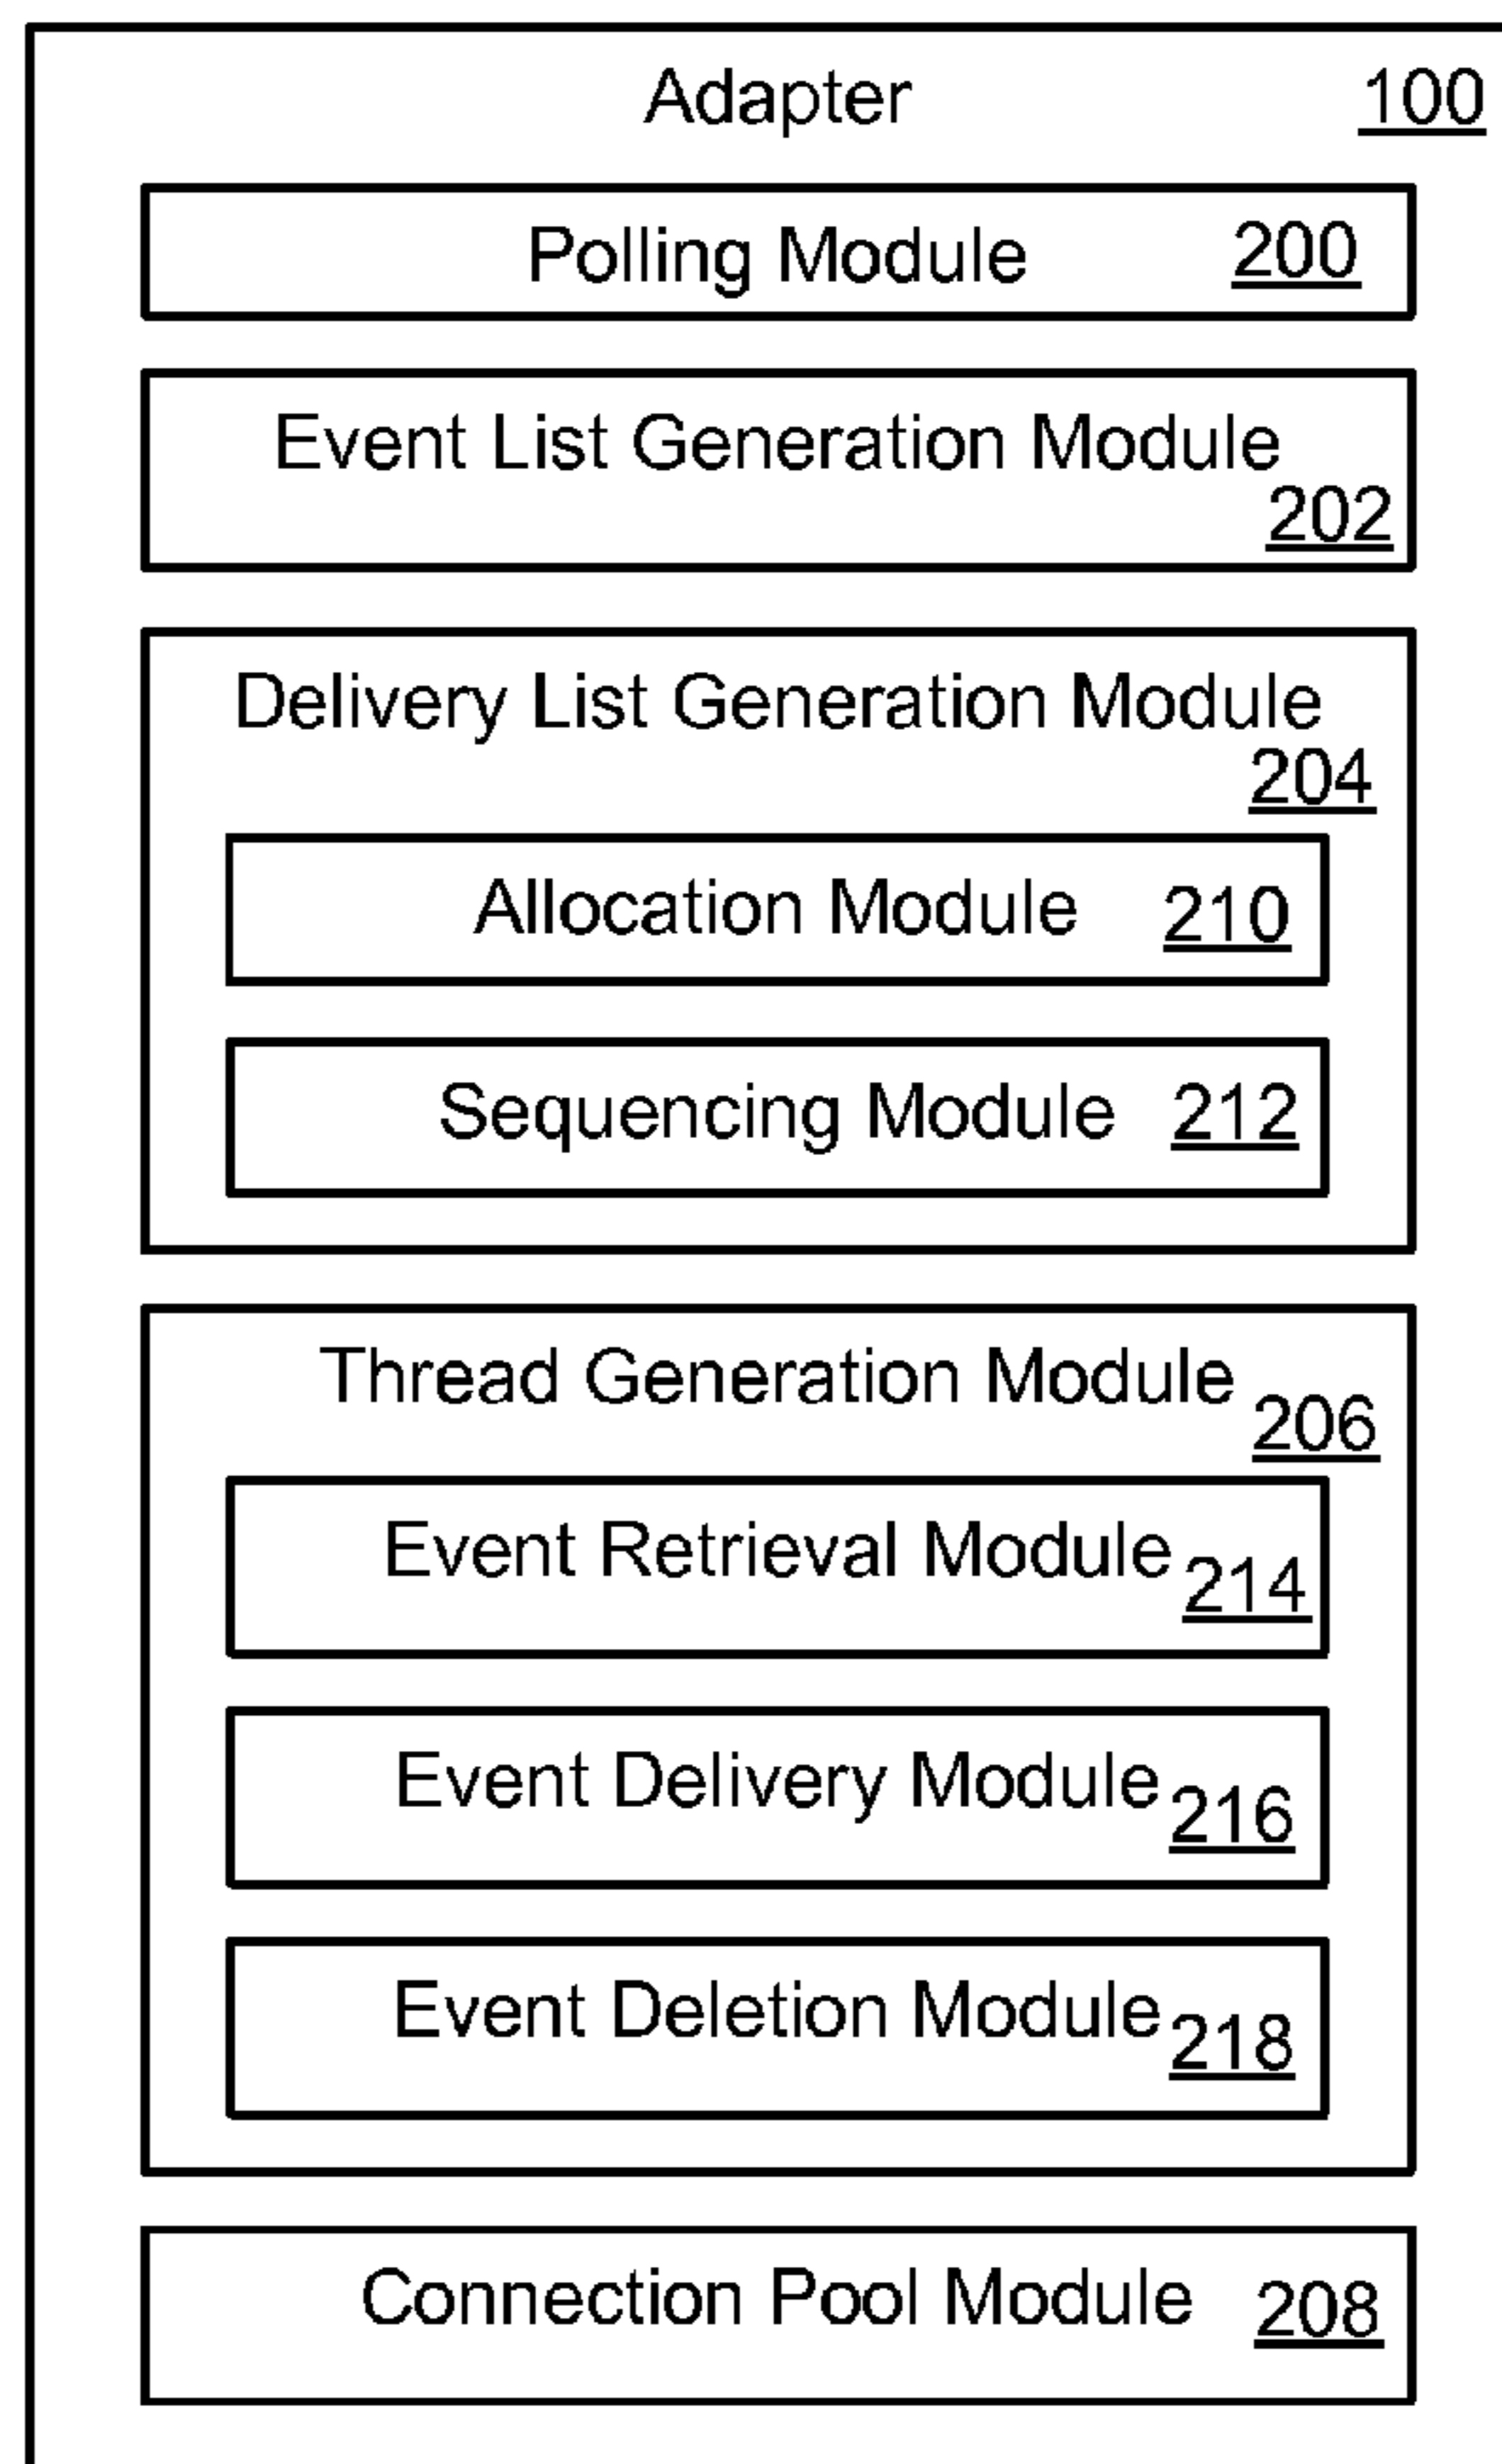 Adapter 100
Polling Module 200
Event List Generation Module
202
Delivery List Generation Module
204
Allocation Module 210
Sequencing Module 212
Thread Generation Module 206
Event Retrieval Module 214
Event Delivery Module 216
Event Deletion Module 218
Connection Pool Module 208